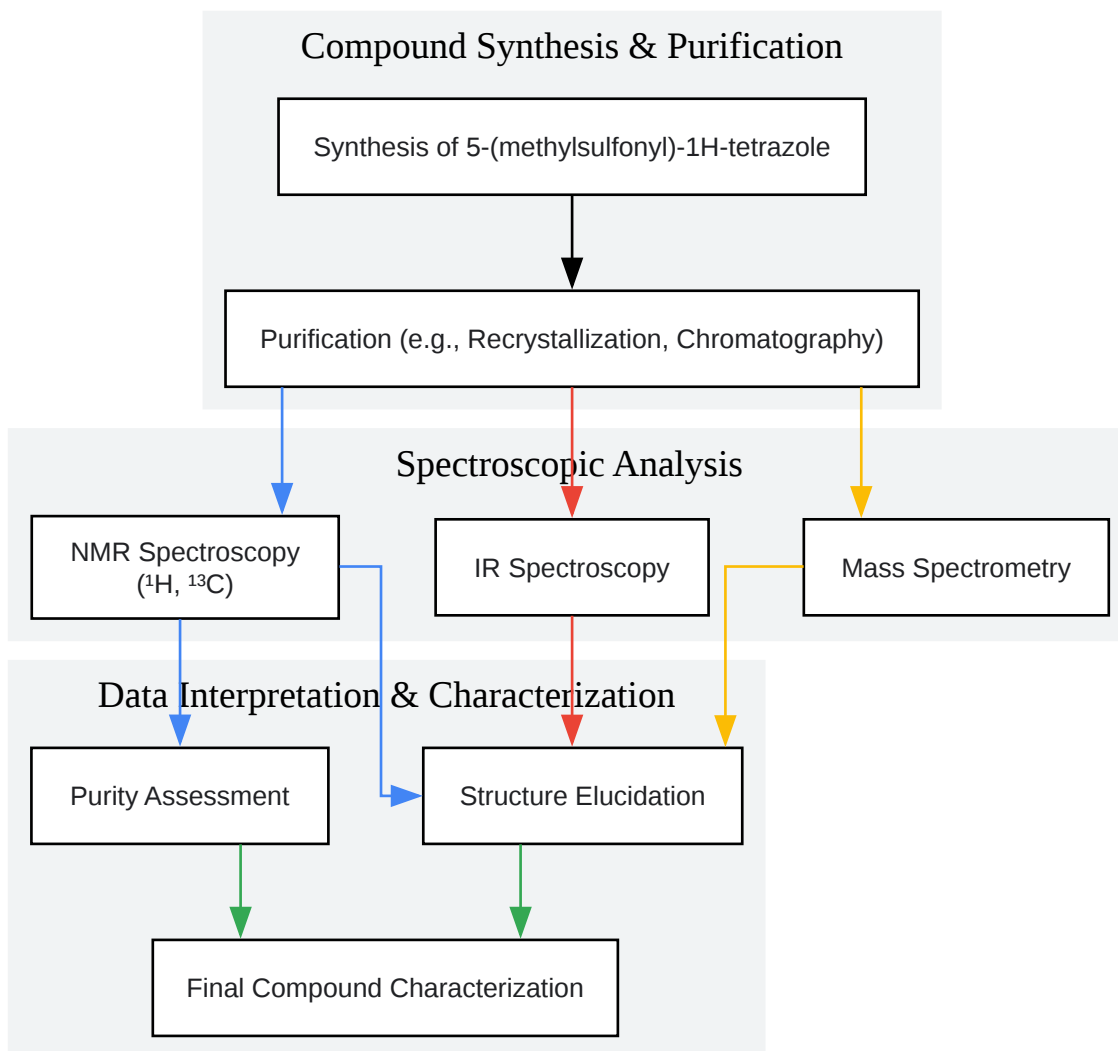 Compound Synthesis & Purification
Synthesis of 5-(methylsulfonyl)-1H-tetrazole
Purification (e.g., Recrystallization, Chromatography)
Spectroscopic Analysis
NMR Spectroscopy
(¹H, ¹³C)
IR Spectroscopy
Mass Spectrometry
Data Interpretation & Characterization
Purity Assessment
Structure Elucidation
Final Compound Characterization